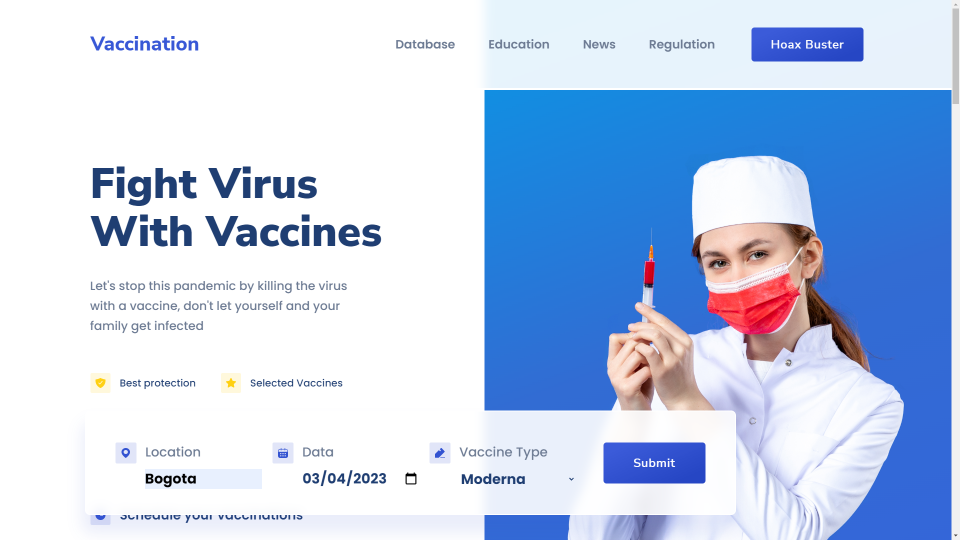 Vaccination
Database
Education
News
Regulation
Hoax Buster
Fight Virus
With Vaccines
Let's stop this pandemic by killing the virus
with a vaccine, don't let yourself and your
family get infected
Best protection
Selected Vaccines
Location
Data
Vaccine Type
Bogota
03/04/2023
Moderna
Submit
Schedule your vaccinations